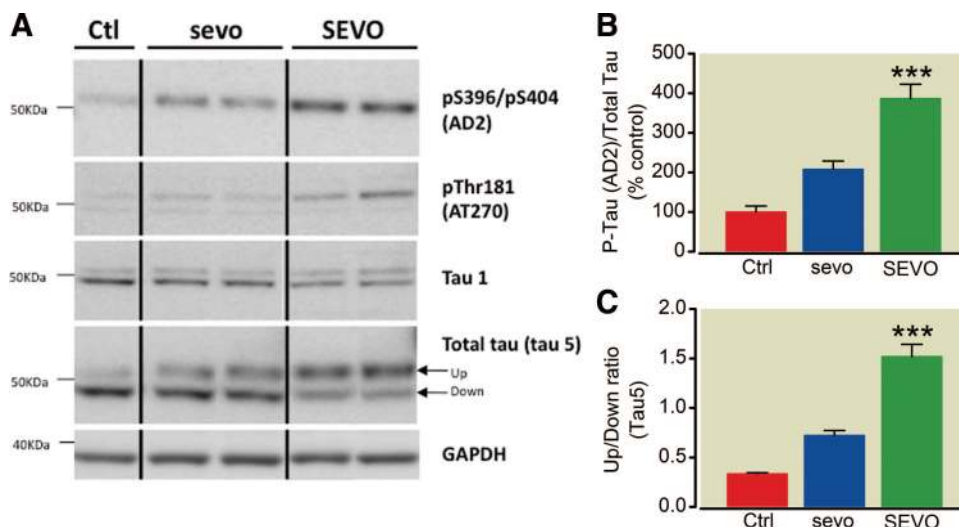 A
Ctl
sevo
SEVO
50KDa
pS396/pS404
(AD2)
50KDa
pThr181
(AT270)
50KDa
Tau 1
Total tau (tau 5)
Up
50KDa
Down
40KDa
GAPDH
B
P-Tau (AD2)/Total Tau
(% control)
500
400
300
200
100
0
***
Ctrl
sevo
SEVO
C
Up/Down ratio
(Tau5)
2.0
1.5
1.0
0.5
0.0
***
Ctrl
sevo
SEVO